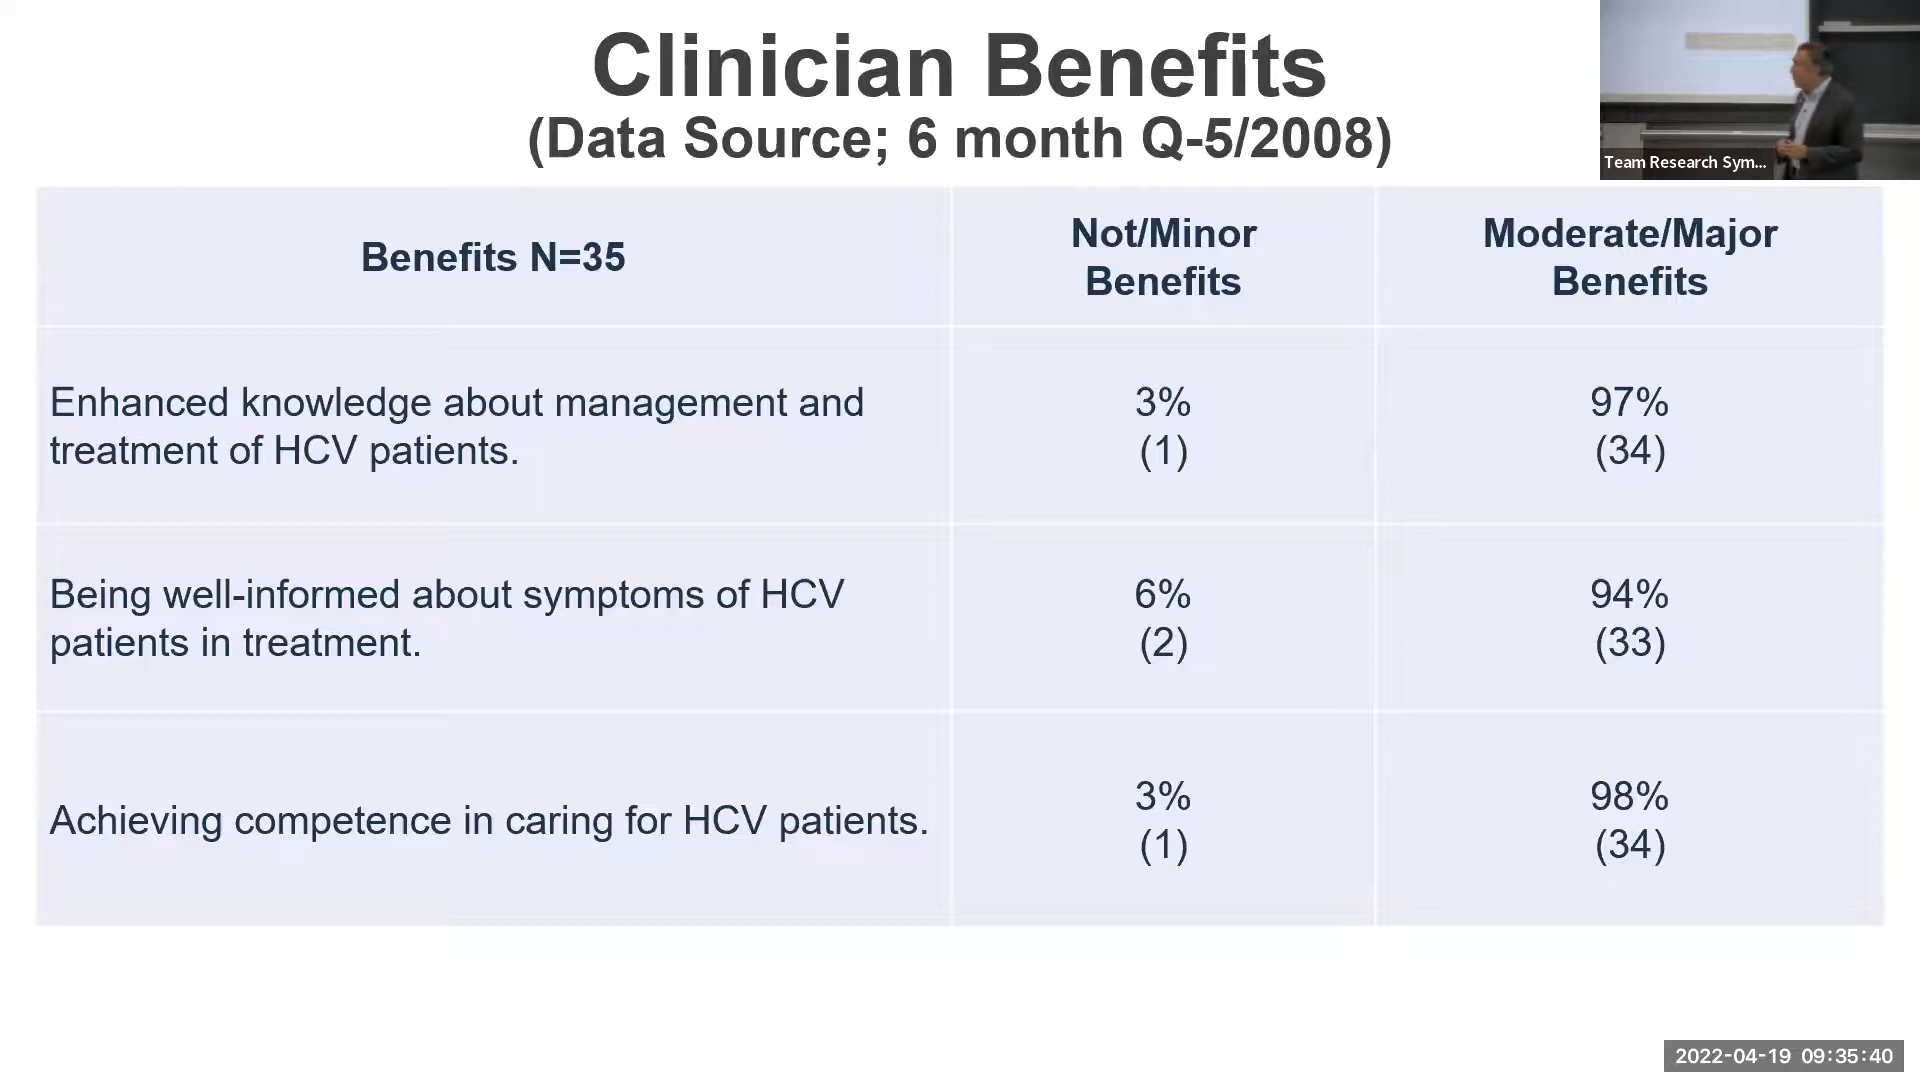 Clinician Benefits
(Data Source; 6 month Q-5/2008)
Team Research Sym...
Benefits N=35
Not/Minor
Benefits
Moderate/Major
Benefits
Enhanced knowledge about management and
treatment of HCV patients.
3%
(1)
97%
(34)
Being well-informed about symptoms of HCV
patients in treatment.
6%
(2)
94%
(33)
Achieving competence in caring for HCV patients.
3%
(1)
98%
(34)
2022-04-19 09:35:40